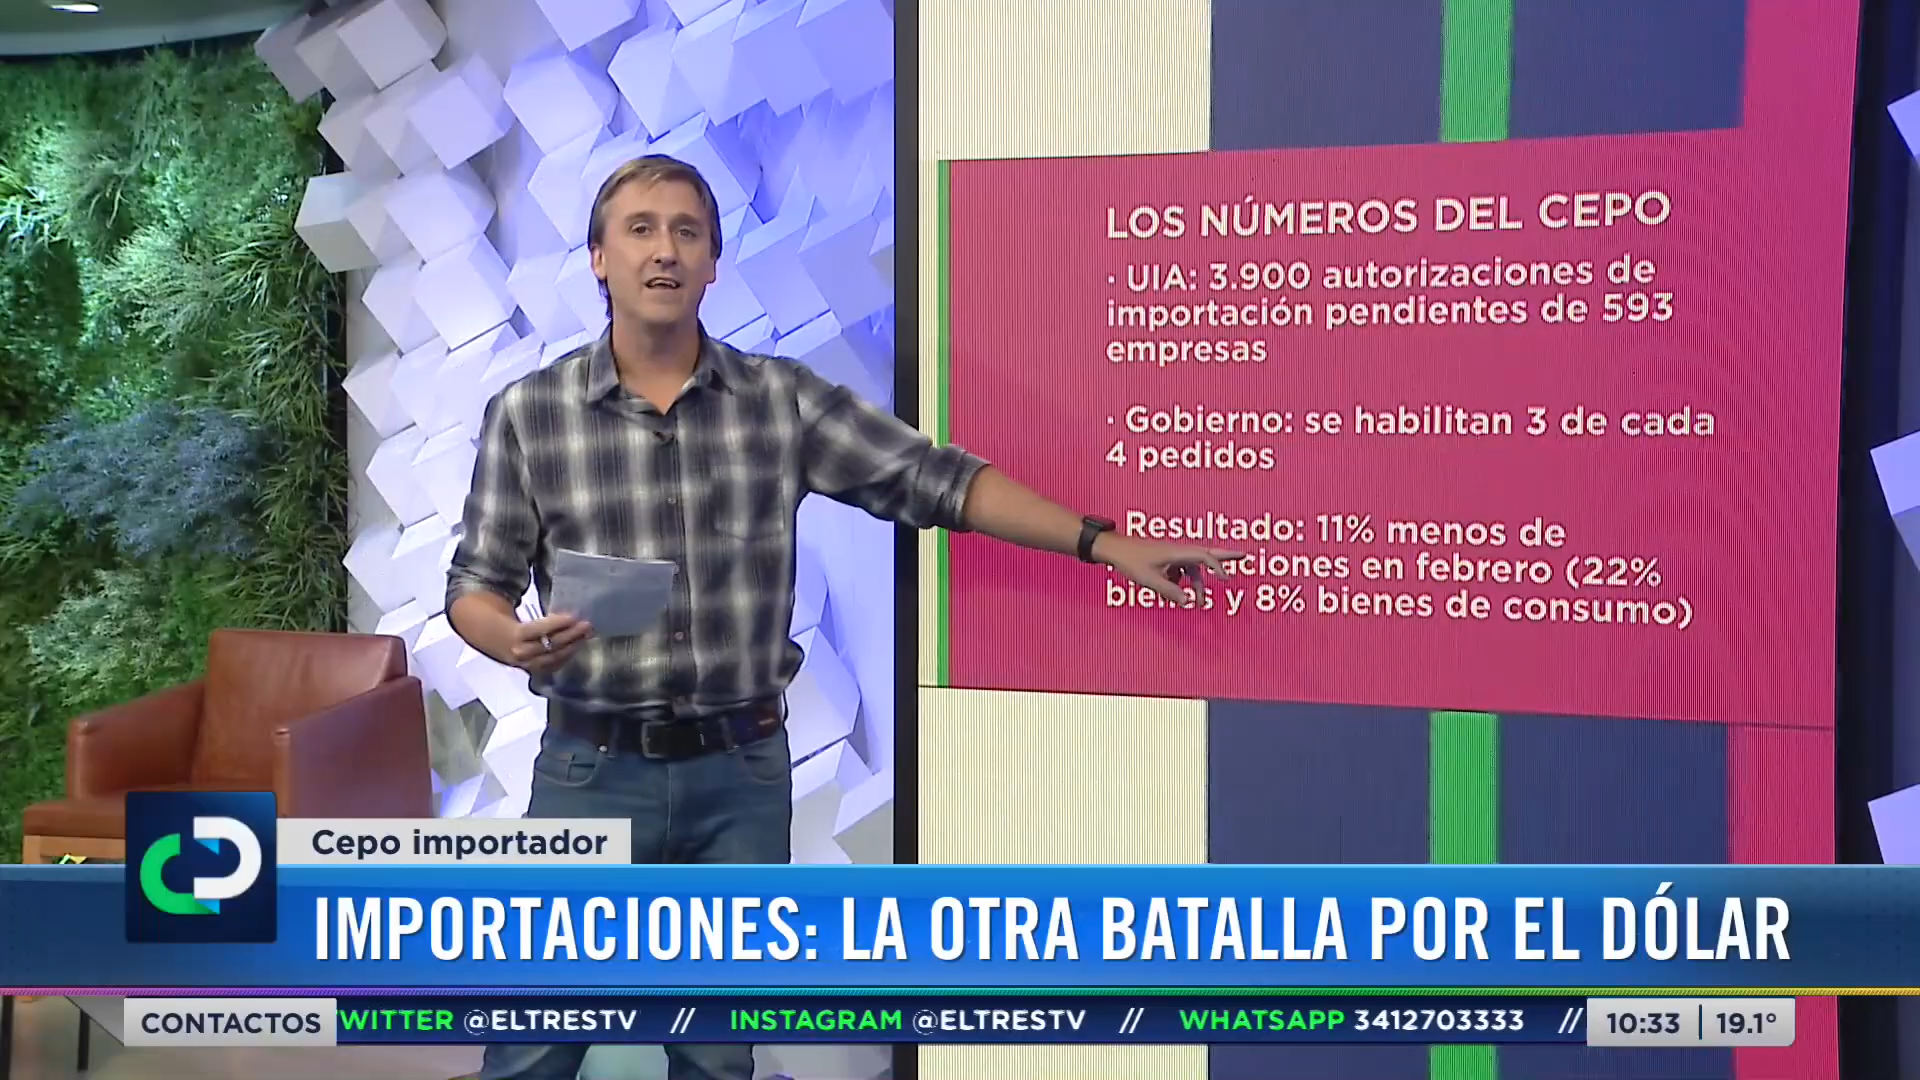 LOS NÚMEROS DEL CEPO
· UIA: 3.900 autorizaciones de
importación pendientes de 593
empresas
· Gobierno: se habilitan 3 de cada
4 pedidos
Resultado: 11% menos de
en febrero (22%
bienes y 8% bienes de consumo)
Cepo importador
IMPORTACIONES: LA OTRA BATALLA POR EL DÓLAR
CONTACTOS TWITTER @ELTRESTV // INSTAGRAM @ELTRESTV // WHATSAPP 3412703333 // 10:33 19.1°